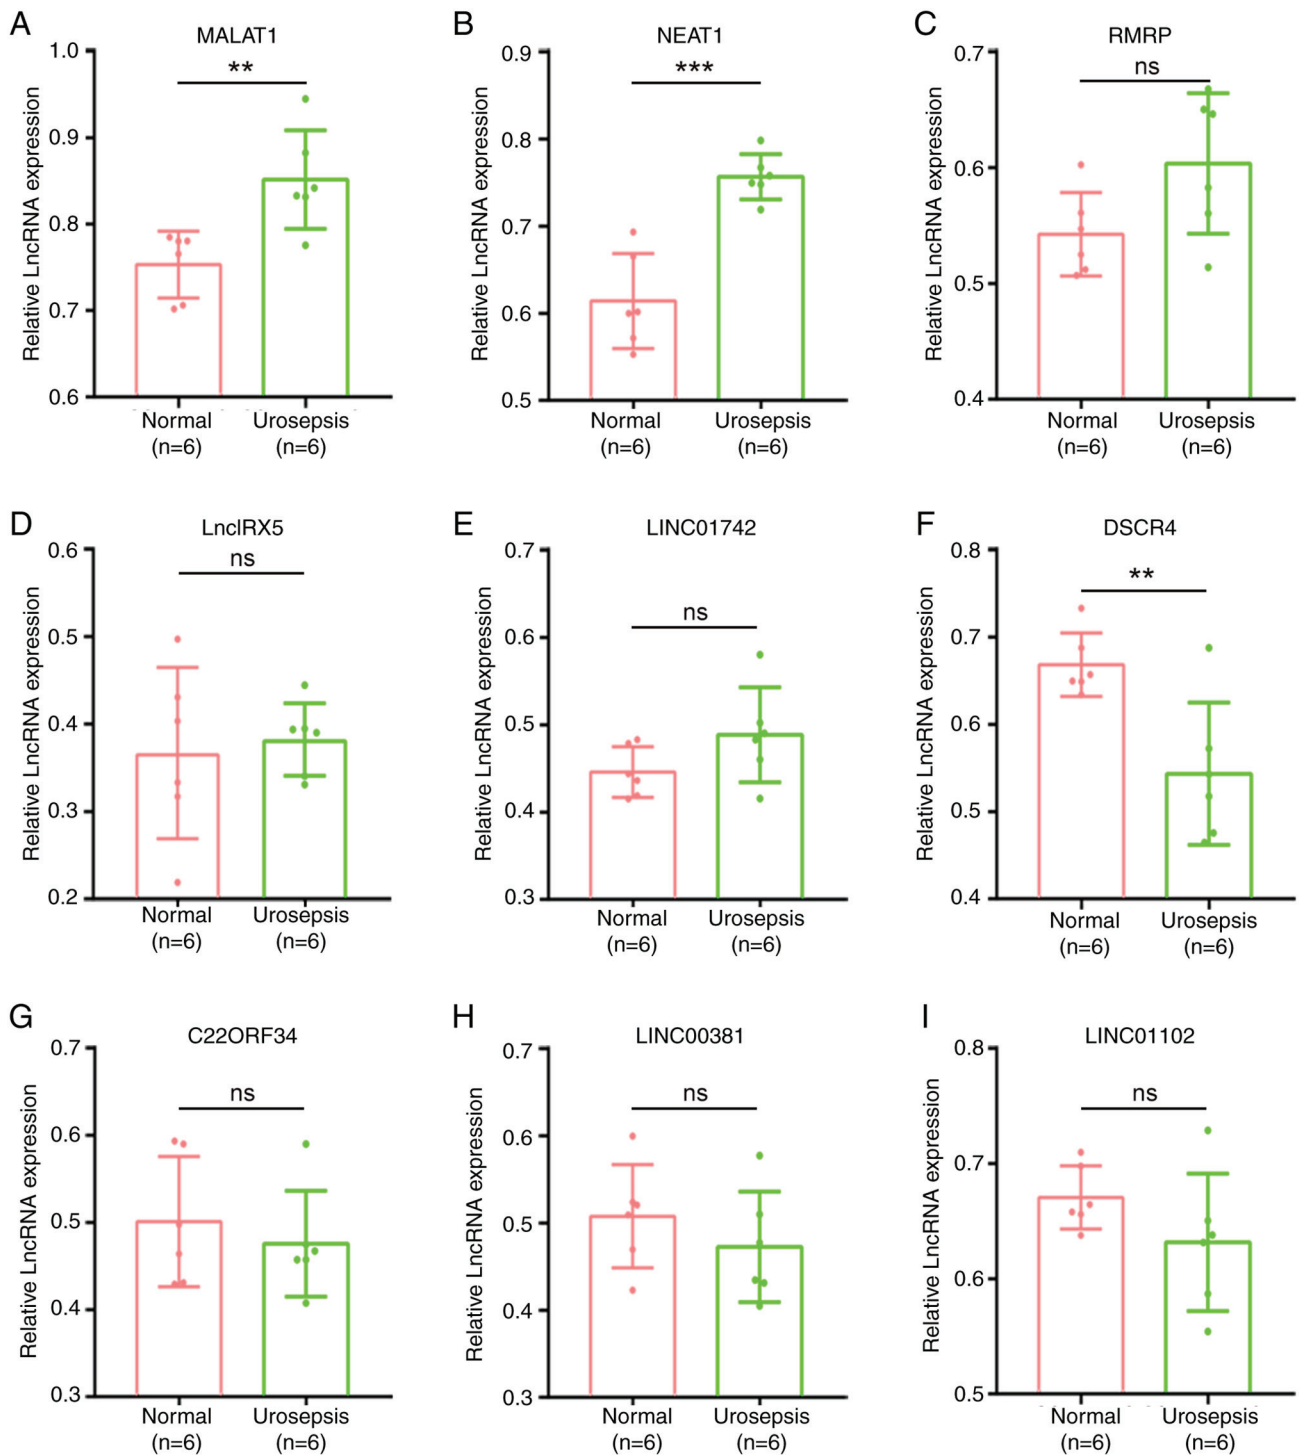 A
MALAT1
1.0
0.9
0.8
0.7
0.6
**
Relative LncRNA expression
Normal
(n=6)
Urosepsis
(n=6)
B
NEAT1
0.9
0.8
0.7
0.6
0.5
***
Relative LncRNA expression
Normal
(n=6)
Urosepsis
(n=6)
C
RMRP
0.7
0.6
0.5
0.4
ns
Relative LncRNA expression
Normal
(n=6)
Urosepsis
(n=6)
D
LncIRX5
0.6
0.5
0.4
0.3
0.2
ns
Relative LncRNA expression
Normal
(n=6)
Urosepsis
(n=6)
E
LINC01742
0.7
0.6
0.5
0.4
0.3
ns
Relative LncRNA expression
Normal
(n=6)
Urosepsis
(n=6)
F
DSCR4
0.8
0.7
0.6
0.5
0.4
**
Relative LncRNA expression
Normal
(n=6)
Urosepsis
(n=6)
G
C22ORF34
0.7
0.6
0.5
0.4
0.3
ns
Relative LncRNA expression
Normal
(n=6)
Urosepsis
(n=6)
H
LINC00381
0.7
0.6
0.5
0.4
0.3
ns
Relative LncRNA expression
Normal
(n=6)
Urosepsis
(n=6)
I
LINC01102
0.8
0.7
0.6
0.5
ns
Relative LncRNA expression
Normal
(n=6)
Urosepsis
(n=6)